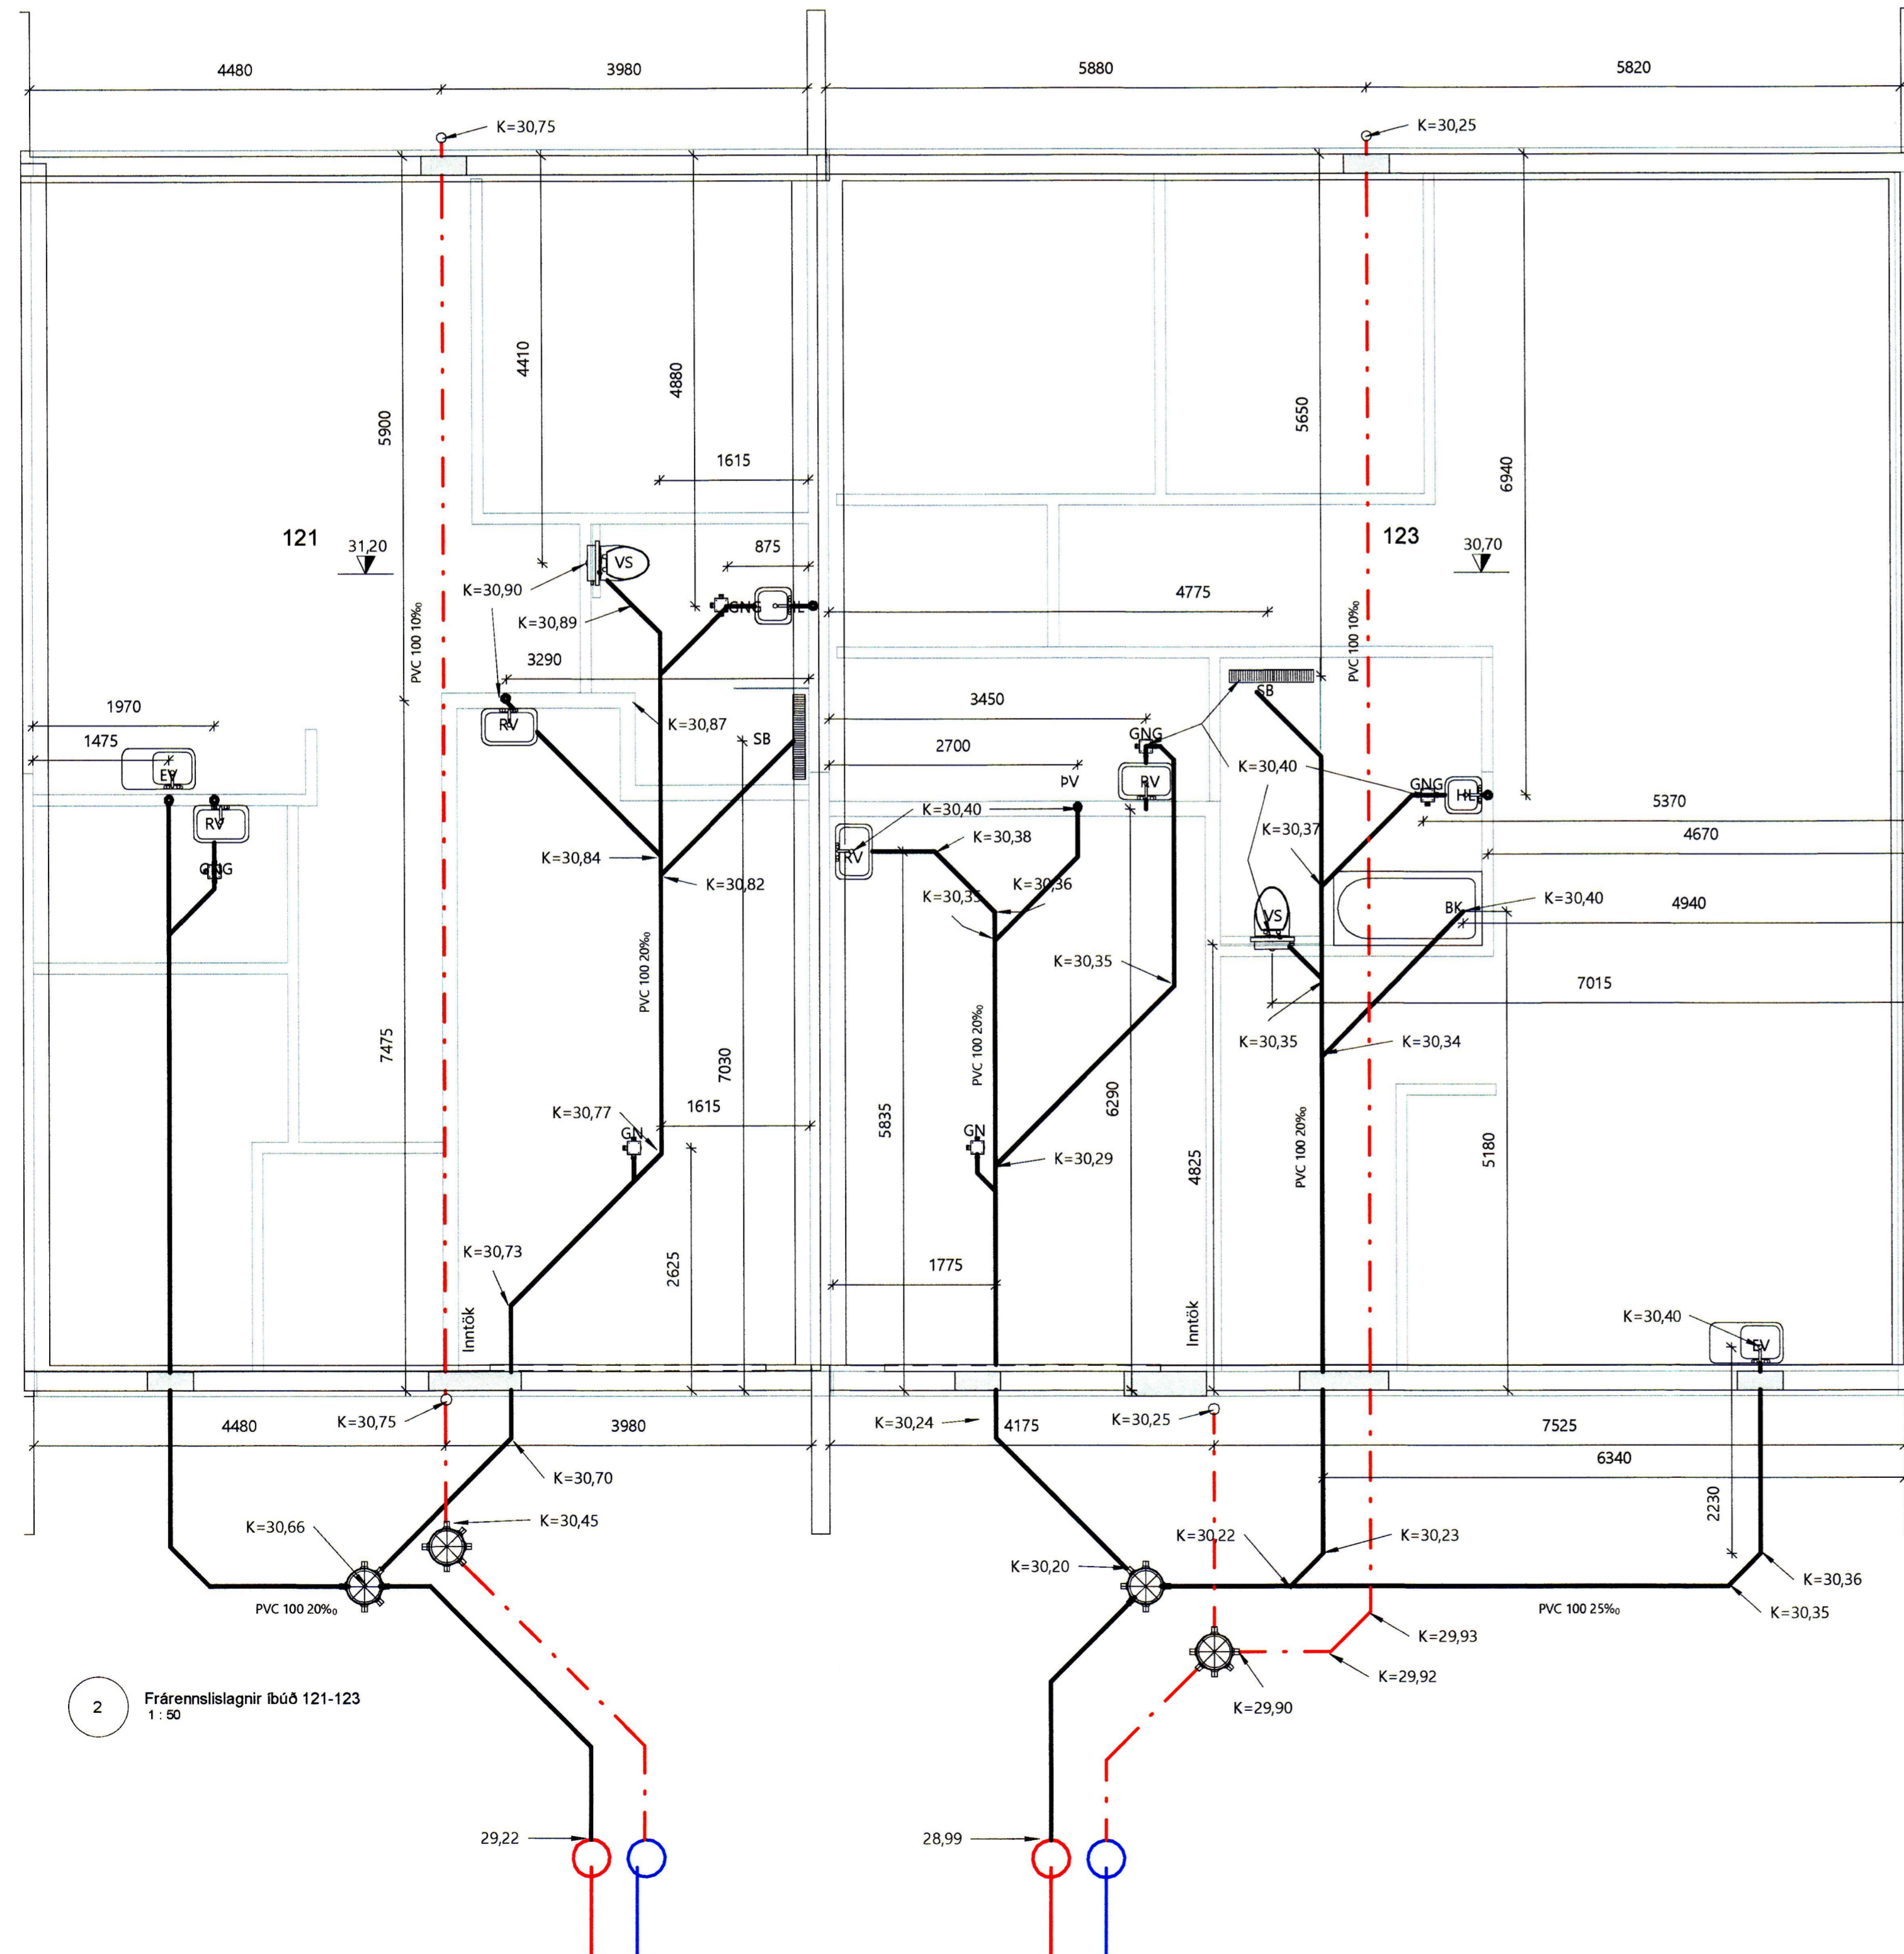 4480
3980
5880
5820
K=30,75
K=30,25
4410
4880
5900
5650
6940
1615
121
31,20
123
30,70
VS
875
K=30,90
GNG
K=30,89
4775
PVC 100 10‰
PVC 100 10‰
3290
1970
RV
K=30,87
SB
3450
SB
1475
EV
GNG
2700
ÞV
RV
K=30,40
GNG
HL
5370
RV
K=30,40
K=30,38
K=30,37
4670
RV
GNG
K=30,84
K=30,82
K=30,35
K=30,36
VS
BK
K=30,40
4940
PVC 100 20‰
K=30,35
7015
7475
7030
PVC 100 20‰
K=30,35
K=30,34
K=30,77
1615
GN
5835
6290
GN
K=30,29
4825
PVC 100 20‰
5180
K=30,73
2625
1775
Inntök
Inntök
K=30,40
EV
4480
K=30,75
3980
K=30,24
4175
K=30,25
7525
6340
K=30,70
2230
K=30,66
K=30,45
K=30,20
K=30,22
K=30,23
K=30,36
PVC 100 20‰
PVC 100 25‰
K=30,35
K=29,93
K=29,92
K=29,90
2
Frárennslislagnir íbúð 121-123
1 : 50
29,22
28,99